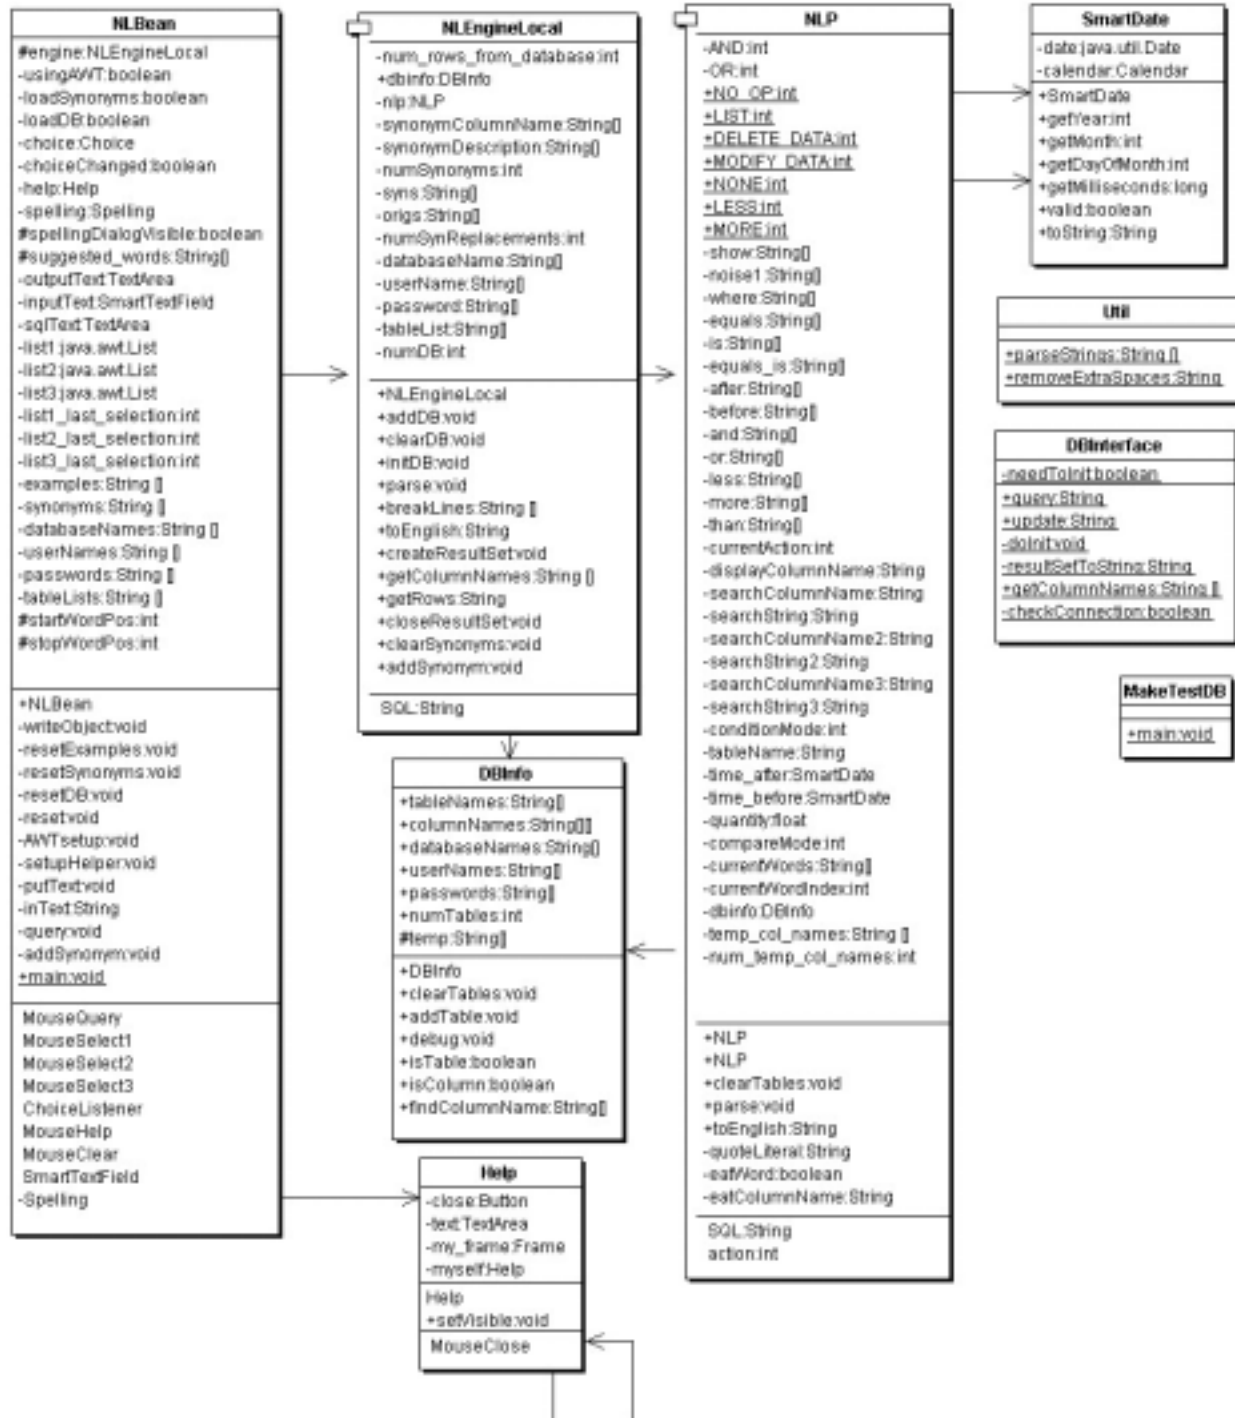 NLBean
#engine:NLEngineLocal
-usingAWT:boolean
-loadSynonyms:boolean
-loadDB:boolean
-choice:Choice
-choiceChanged:boolean
-help:Help
-spelling:Spelling
#spellingDialogVisible:boolean
#suggested_words:String[]
-outputText:TextArea
-inputText:SmartTextField
-sqlText:TextArea
-list1:java.awt.List
-list2:java.awt.List
-list3:java.awt.List
-list1_last_selection:int
-list2_last_selection:int
-list3_last_selection:int
-examples:String []
-synonyms:String []
-databaseNames:String []
-userNames:String []
-passwords:String []
-tableLists:String []
#startWordPos:int
#stopWordPos:int
+NLBean
-writeObject:void
-resetExamples:void
-resetSynonyms:void
-resetDB:void
-reset:void
-AWTsetup:void
-setupHelper:void
-putText:void
-inText:String
-query:void
-addSynonym:void
+main:void
MouseQuery
MouseSelect1
MouseSelect2
MouseSelect3
ChoiceListener
MouseHelp
MouseClear
SmartTextField
-Spelling
NLEngineLocal
-num_rows_from_database:int
+dbinfo:DBInfo
-nlp:NLP
-synonymColumnName:String[]
-synonymDescription:String[]
-numSynonyms:int
-syns:String[]
-origs:String[]
-numSynReplacements:int
-databaseName:String[]
-userName:String[]
-password:String[]
-tableList:String[]
-numDB:int
+NLEngineLocal
+addDB:void
+clearDB:void
+initDB:void
+parse:void
+breakLines:String []
+toEnglish:String
+createResultSet:void
+getColumnNames:String []
+getRows:String
+closeResultSet:void
+clearSynonyms:void
+addSynonym:void
SQL:String
DBInfo
+tableNames:String[]
+columnNames:String[][]
+databaseNames:String[]
+userNames:String[]
+passwords:String[]
+numTables:int
#temp:String[]
+DBInfo
+clearTables:void
+addTable:void
+debug:void
+isTable:boolean
+isColumn:boolean
+findColumnName:String[]
Help
-close:Button
-text:TextArea
-my_frame:Frame
-myself:Help
Help
+setVisible:void
MouseClose
NLP
-AND:int
-OR:int
+NO_OP:int
+LIST:int
+DELETE_DATA:int
+MODIFY_DATA:int
+NONE:int
+LESS:int
+MORE:int
-show:String[]
-noise1:String[]
-where:String[]
-equals:String[]
-is:String[]
-equals_is:String[]
-after:String[]
-before:String[]
-and:String[]
-or:String[]
-less:String[]
-more:String[]
-than:String[]
-currentAction:int
-displayColumnName:String
-searchColumnName:String
-searchString:String
-searchColumnName2:String
-searchString2:String
-searchColumnName3:String
-searchString3:String
-conditionMode:int
-tableName:String
-time_after:SmartDate
-time_before:SmartDate
-quantity:float
-compareMode:int
-currentWords:String[]
-currentWordIndex:int
-dbinfo:DBInfo
-temp_col_names:String []
-num_temp_col_names:int
+NLP
+NLP
+clearTables:void
+parse:void
+toEnglish:String
-quoteLiteral:String
-eatWord:boolean
-eatColumnName:String
SQL:String
action:int
SmartDate
-date:java.util.Date
-calendar:Calendar
+SmartDate
+getYear:int
+getMonth:int
+getDayOfMonth:int
+getMilliseconds:long
+valid:boolean
+toString:String
Util
+parseStrings:String []
+removeExtraSpaces:String
DBInterface
-needToInit:boolean
+query:String
+update:String
-doInit:void
-resultSetToString:String
+getColumnNames:String []
-checkConnection:boolean
MakeTestDB
+main:void